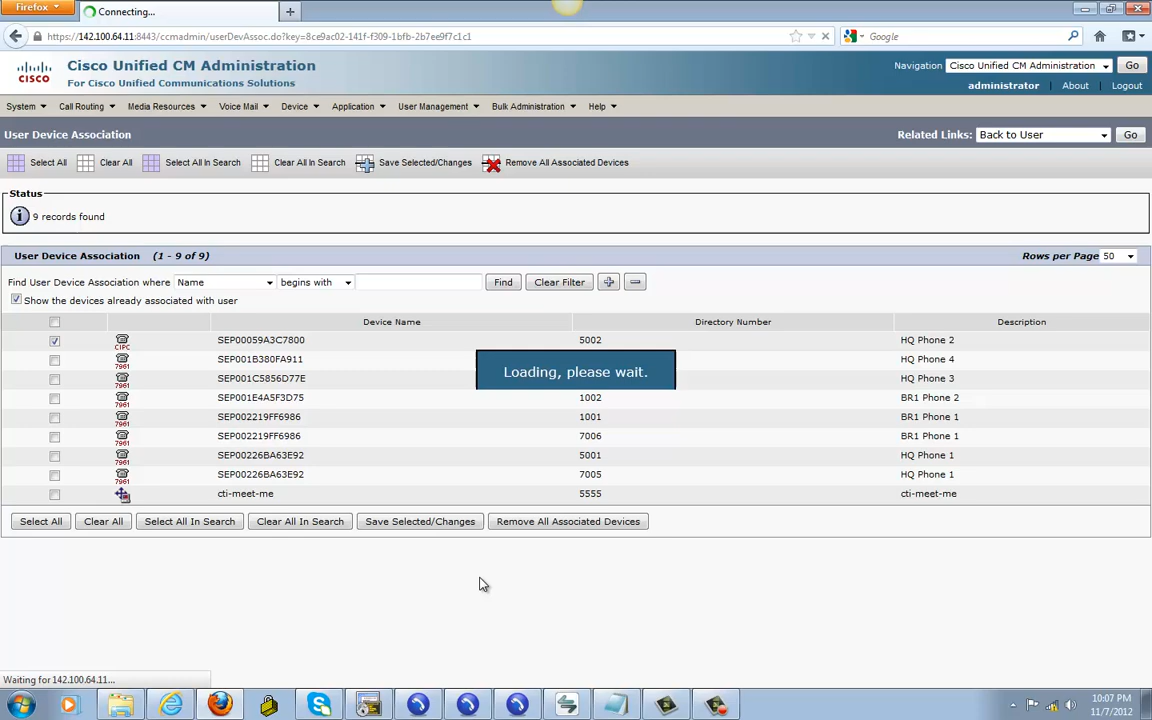 Firefox
Connecting...
https://142.100.64.11:8443/ccmadmin/userDevAssoc.do?key=8ce9ac02-141f-f309-1bfb-2b7ee9f7c1c1
Google
CISCO
Cisco Unified CM Administration
For Cisco Unified Communications Solutions
Navigation Cisco Unified CM Administration Go
administrator About Logout
System Call Routing Media Resources Voice Mail Device Application User Management Bulk Administration Help
User Device Association
Related Links: Back to User Go
Select All Clear All Select All In Search Clear All In Search Save Selected/Changes Remove All Associated Devices
Status
9 records found
User Device Association (1 - 9 of 9)
Rows per Page 50
Find User Device Association where Name begins with Find Clear Filter
Show the devices already associated with user
Device Name Directory Number Description
CIPC SEP00059A3C7800 5002 HQ Phone 2
7961 SEP001B380FA911 HQ Phone 4
7961 SEP001C5856D77E HQ Phone 3
7961 SEP001E4A5F3D75 1002 BR1 Phone 2
7961 SEP002219FF6986 1001 BR1 Phone 1
7961 SEP002219FF6986 7006 BR1 Phone 1
7961 SEP00226BA63E92 5001 HQ Phone 1
7961 SEP00226BA63E92 7005 HQ Phone 1
cti-meet-me 5555 cti-meet-me
Loading, please wait.
Select All Clear All Select All In Search Clear All In Search Save Selected/Changes Remove All Associated Devices
Waiting for 142.100.64.11...
10:07 PM
11/7/2012